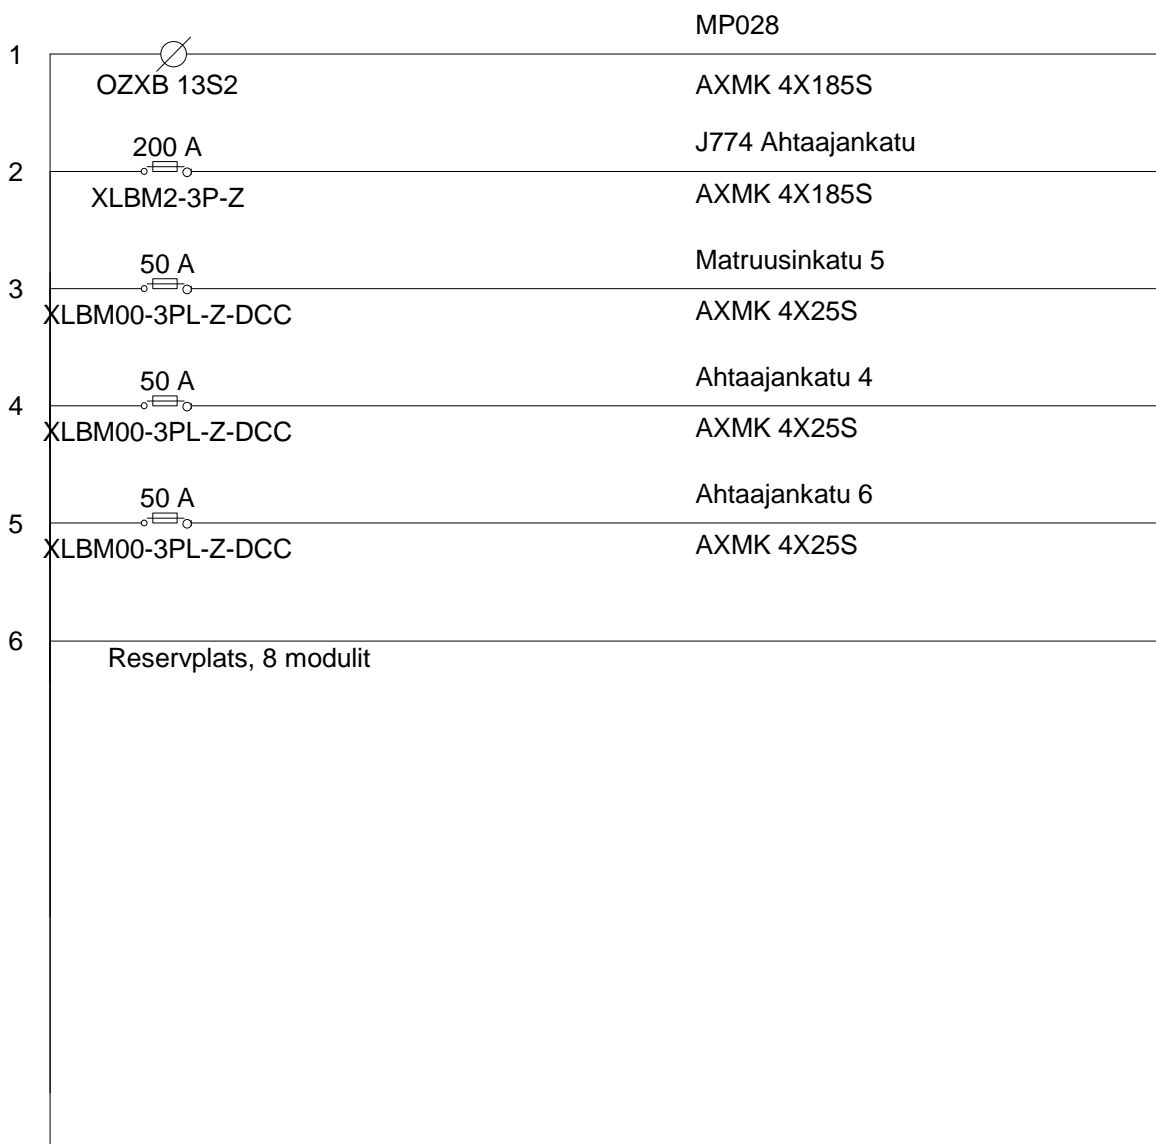 MP028
1
OZXB 13S2
AXMK 4X185S
200 A
J774 Ahtaajankatu
2
XLBM2-3P-Z
AXMK 4X185S
50 A
Matruusinkatu 5
3
XLBM00-3PL-Z-DCC
AXMK 4X25S
50 A
Ahtaajankatu 4
4
XLBM00-3PL-Z-DCC
AXMK 4X25S
50 A
Ahtaajankatu 6
5
XLBM00-3PL-Z-DCC
AXMK 4X25S
6
Reservplats, 8 modulit